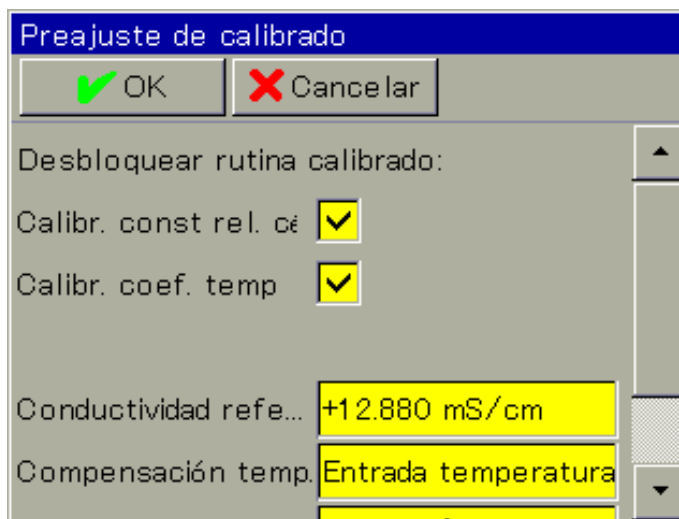 Preajuste de calibrado
OK Cancelar
Desbloquear rutina calibrado:
Calibr. const rel. cé
Calibr. coef. temp
Conductividad refe... +12.880 mS/cm
Compensación temp. Entrada temperatura